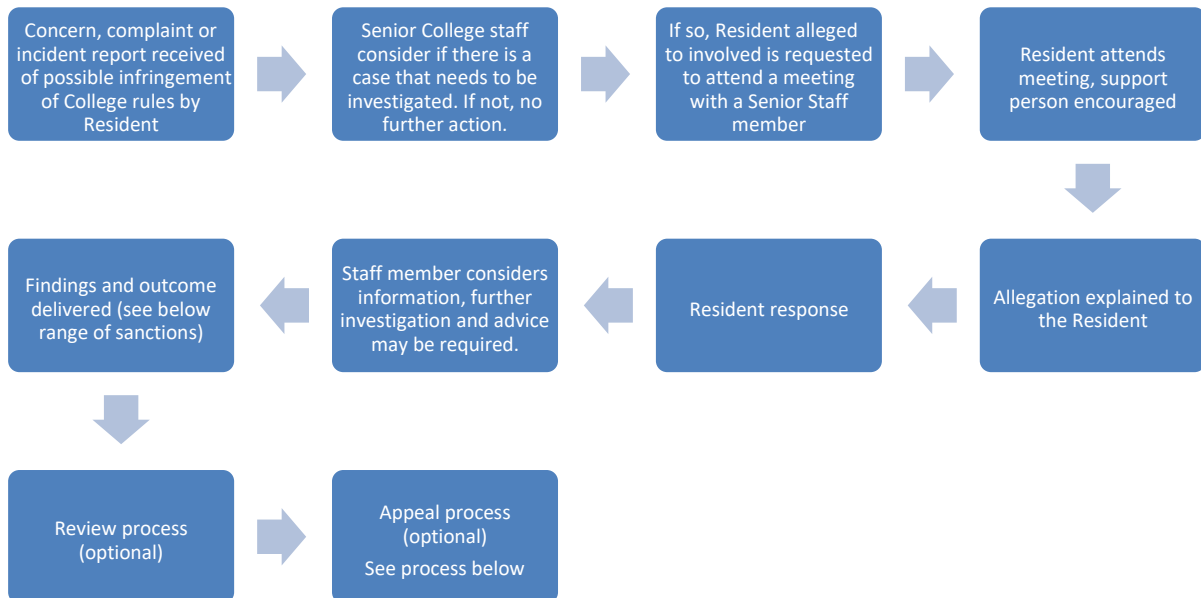 Concern, complaint or
incident report received
of possible infringement
of College rules by
Resident
Senior College staff
consider if there is a
case that needs to be
investigated. If not, no
further action.
If so, Resident alleged
to involved is requested
to attend a meeting
with a Senior Staff
member
Resident attends
meeting, support
person encouraged
Allegation explained to
the Resident
Resident response
Staff member considers
information, further
investigation and advice
may be required.
Findings and outcome
delivered (see below
range of sanctions)
Review process
(optional)
Appeal process
(optional)
See process below